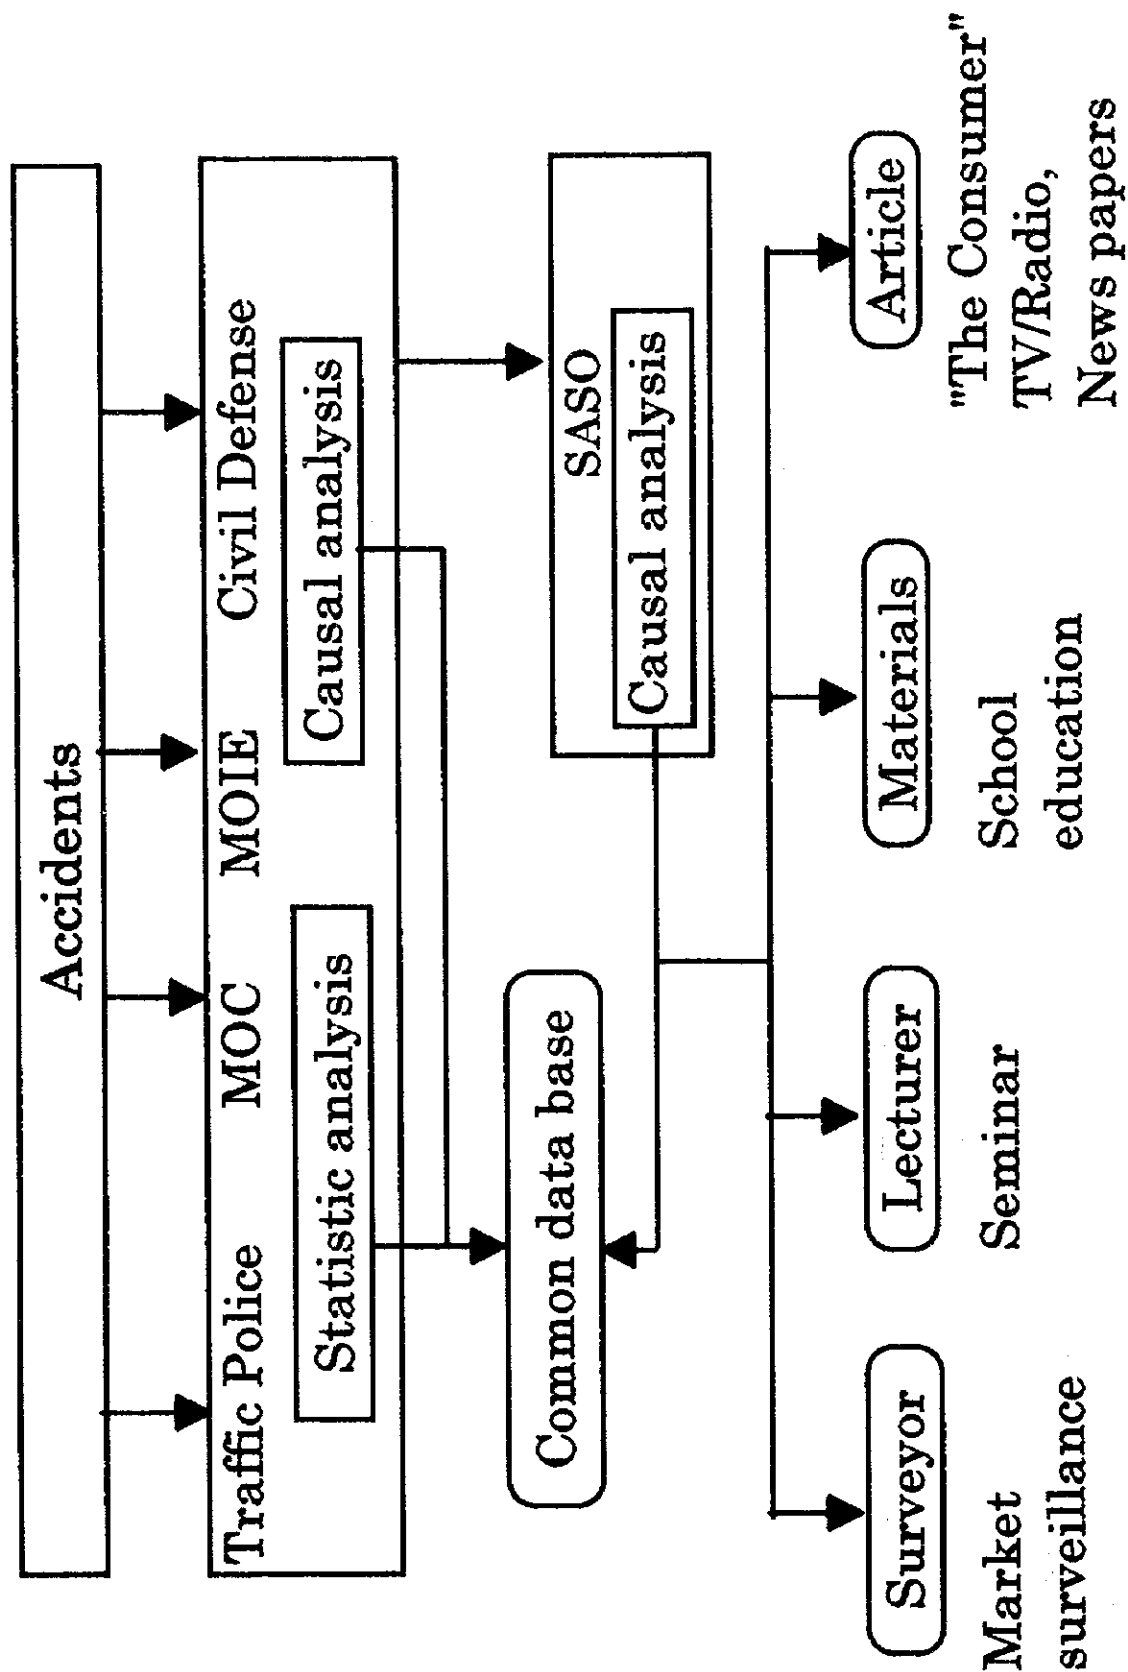 Accidents
Traffic Police MOC MOIE Civil Defense
Statistic analysis
Causal analysis
SASO
Causal analysis
Common data base
Surveyor
Market
surveillance
Lecturer
Seminar
Materials
School
education
Article
"The Consumer"
TV/Radio,
News papers